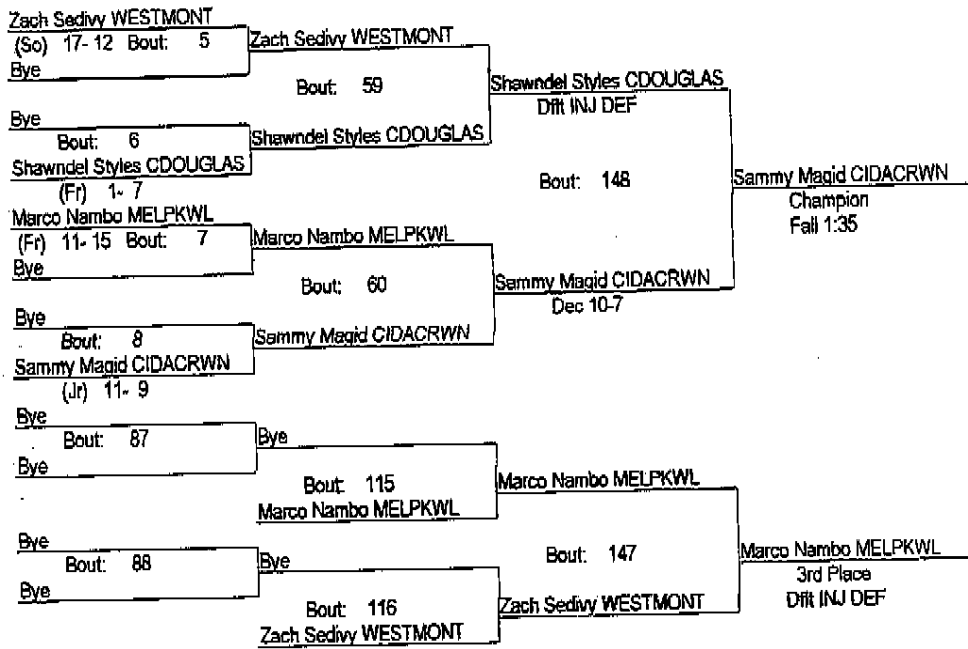 Zach Sedivy WESTMONT
(So) 17- 12 Bout: 5
Bye
Zach Sedivy WESTMONT
Bout: 59
Bye
Bout: 6
Shawndel Styles CDOUGLAS
(Fr) 1- 7
Shawndel Styles CDOUGLAS
Shawndel Styles CDOUGLAS
Dflt INJ DEF
Bout: 148
Marco Nambo MELPKWL
(Fr) 11- 15 Bout: 7
Bye
Marco Nambo MELPKWL
Bout: 60
Bye
Bout: 8
Sammy Magid CIDACRWN
(Jr) 11- 9
Sammy Magid CIDACRWN
Sammy Magid CIDACRWN
Dec 10-7
Sammy Magid CIDACRWN
Champion
Fall 1:35
Bye
Bout: 87
Bye
Bye
Bout: 115
Marco Nambo MELPKWL
Marco Nambo MELPKWL
Bout: 147
Bye
Bout: 88
Bye
Bye
Bout: 116
Zach Sedivy WESTMONT
Zach Sedivy WESTMONT
Marco Nambo MELPKWL
3rd Place
Dflt INJ DEF